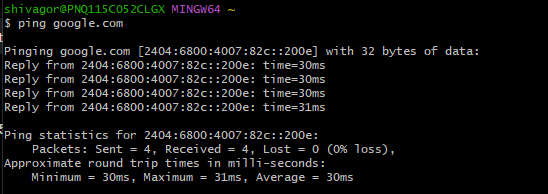 shivagor@PNQ115CO52CLGX MINGW64 ~
$ ping google.com
Pinging google.com [2404:6800:4007:82c::200e] with 32 bytes of data:
Reply from 2404:6800:4007:82c::200e: time=30ms
Reply from 2404:6800:4007:82c::200e: time=30ms
Reply from 2404:6800:4007:82c::200e: time=30ms
Reply from 2404:6800:4007:82c::200e: time=31ms
Ping statistics for 2404:6800:4007:82c::200e:
    Packets: Sent = 4, Received = 4, Lost = 0 (0% loss),
Approximate round trip times in milli-seconds:
    Minimum = 30ms, Maximum = 31ms, Average = 30ms